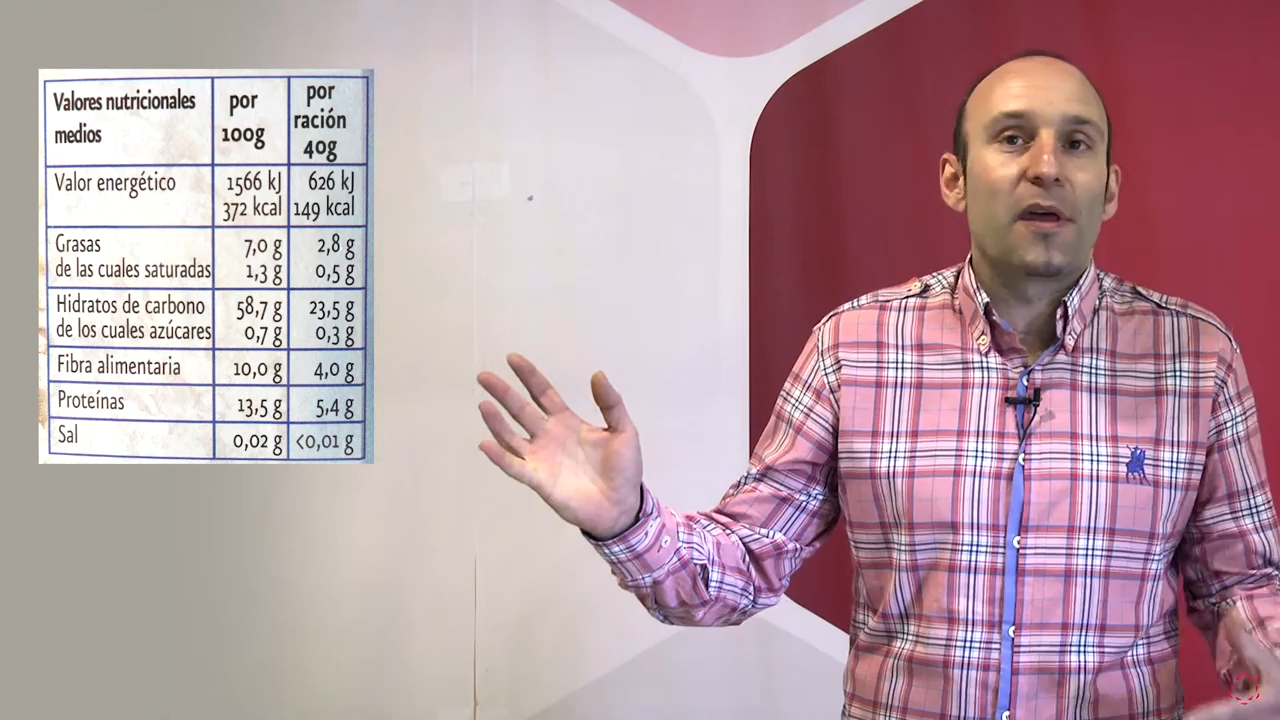 Valores nutricionales medios
por 100g
por ración 40g
Valor energético
1566 kJ 626 kJ
372 kcal 149 kcal
Grasas 7,0 g 2,8 g
de las cuales saturadas 1,3 g 0,5 g
Hidratos de carbono 58,7 g 23,5 g
de los cuales azúcares 0,7 g 0,3 g
Fibra alimentaria 10,0 g 4,0 g
Proteínas 13,5 g 5,4 g
Sal 0,02 g <0,01 g